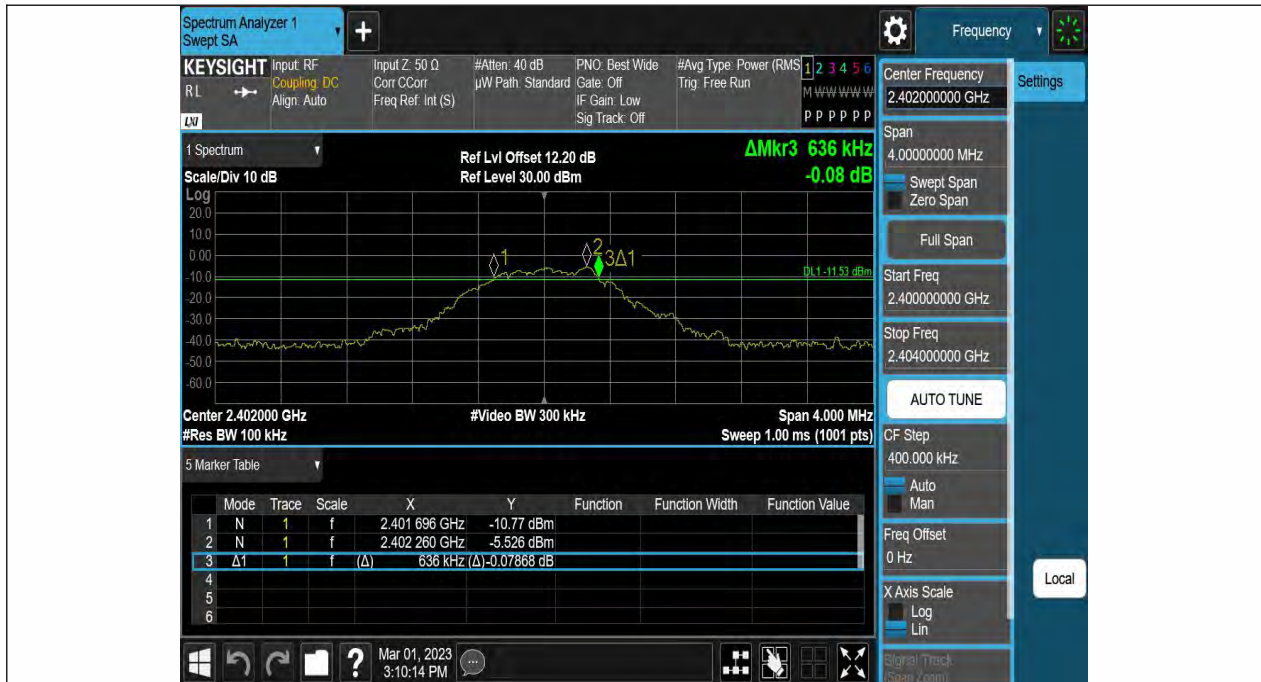 Spectrum Analyzer 1
Swept SA
+
Frequency
KEYSIGHT
RL
LXI
Input: RF
Coupling: DC
Align: Auto
Input Z: 50 Ω
Corr CCorr
Freq Ref: Int (S)
#Atten: 40 dB
µW Path: Standard
PNO: Best Wide
Gate: Off
IF Gain: Low
Sig Track: Off
#Avg Type: Power (RMS
Trig: Free Run
1 2 3 4 5 6
M W W W W W
P P P P P P
Center Frequency
2.402000000 GHz
Settings
Span
4.00000000 MHz
Swept Span
Zero Span
Full Span
Start Freq
2.400000000 GHz
Stop Freq
2.404000000 GHz
AUTO TUNE
CF Step
400.000 kHz
Auto
Man
Freq Offset
0 Hz
X Axis Scale
Log
Lin
Signal Track
(Span Zoom)
Local
1 Spectrum
Scale/Div 10 dB
Ref Lvl Offset 12.20 dB
Ref Level 30.00 dBm
ΔMkr3 636 kHz
-0.08 dB
Log
20.0
10.0
0.00
-10.0
-20.0
-30.0
-40.0
-50.0
-60.0
1
2
3Δ1
DL1 -11.53 dBm
Center 2.402000 GHz
#Video BW 300 kHz
Span 4.000 MHz
#Res BW 100 kHz
Sweep 1.00 ms (1001 pts)
5 Marker Table
Mode Trace Scale X Y Function Function Width Function Value
1 N 1 f 2.401 696 GHz -10.77 dBm
2 N 1 f 2.402 260 GHz -5.526 dBm
3 Δ1 1 f (Δ) 636 kHz (Δ) -0.07868 dB
4
5
6
?
Mar 01, 2023
3:10:14 PM